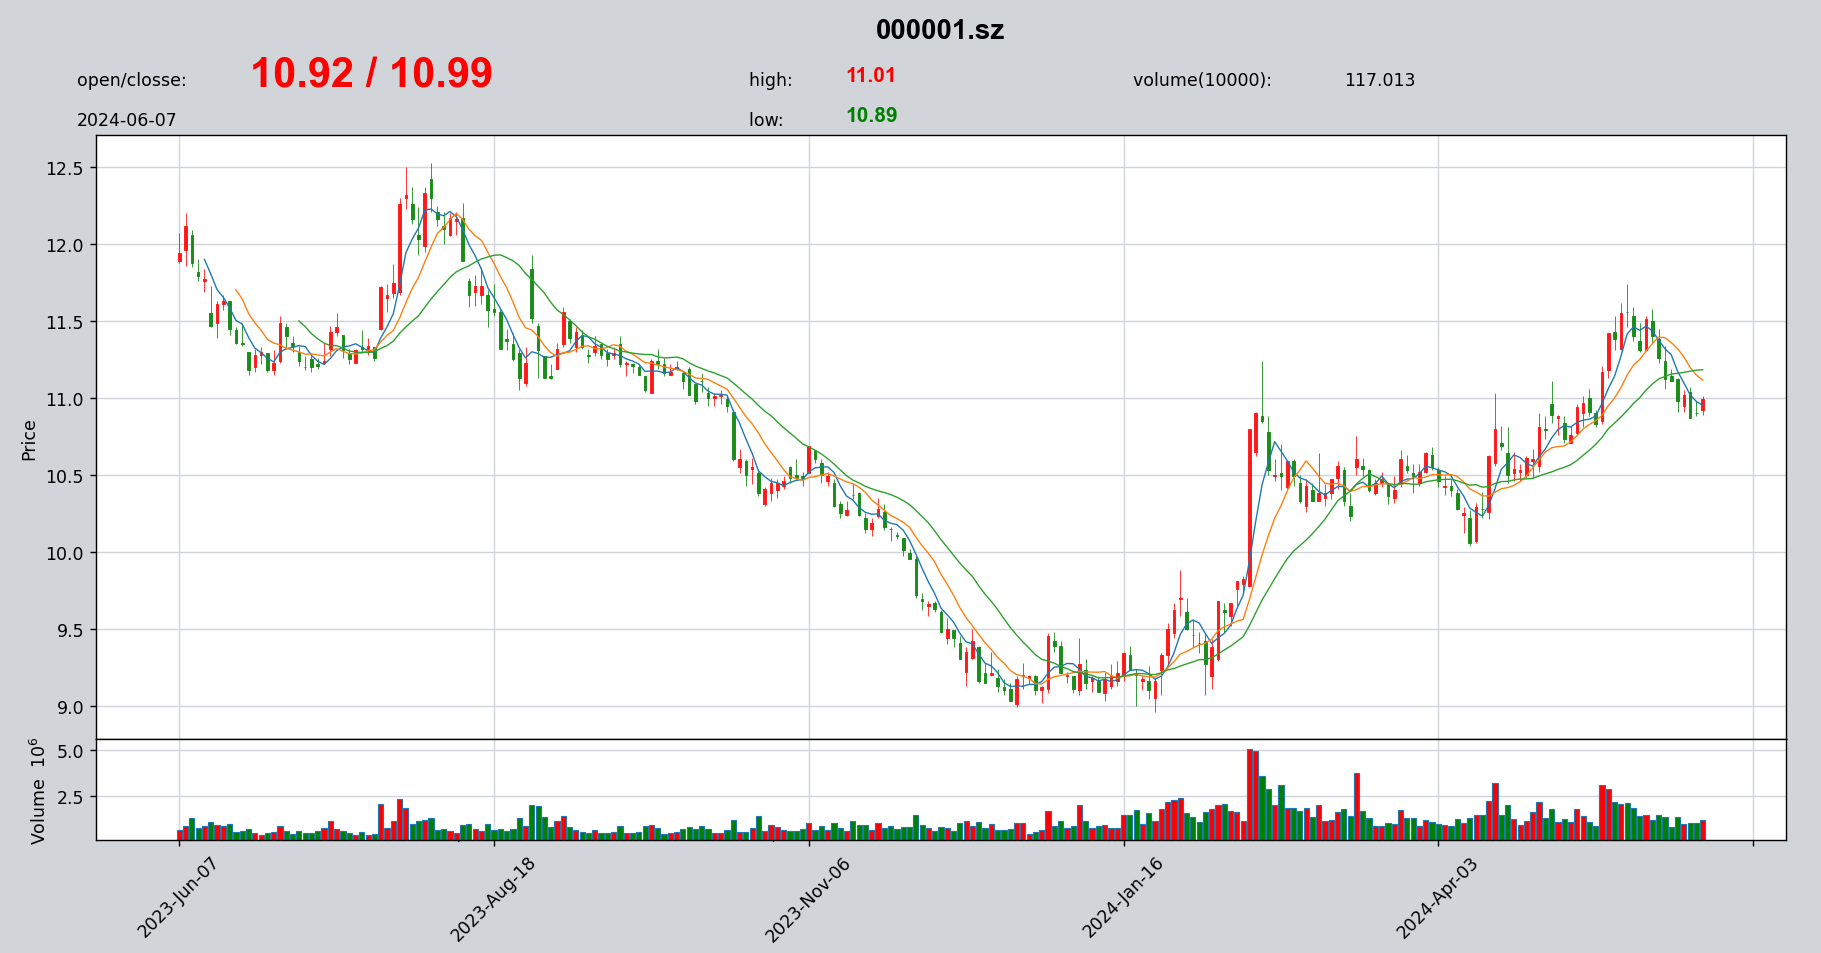 000001.sz
open/closse: 10.92 / 10.99 high: 11.01 volume(10000): 117.013
2024-06-07 low: 10.89
12.5
12.0
11.5
11.0
10.5
10.0
9.5
9.0
Price
5.0
2.5
Volume 10⁶
2023-Jun-07 2023-Aug-18 2023-Nov-06 2024-Jan-16 2024-Apr-03